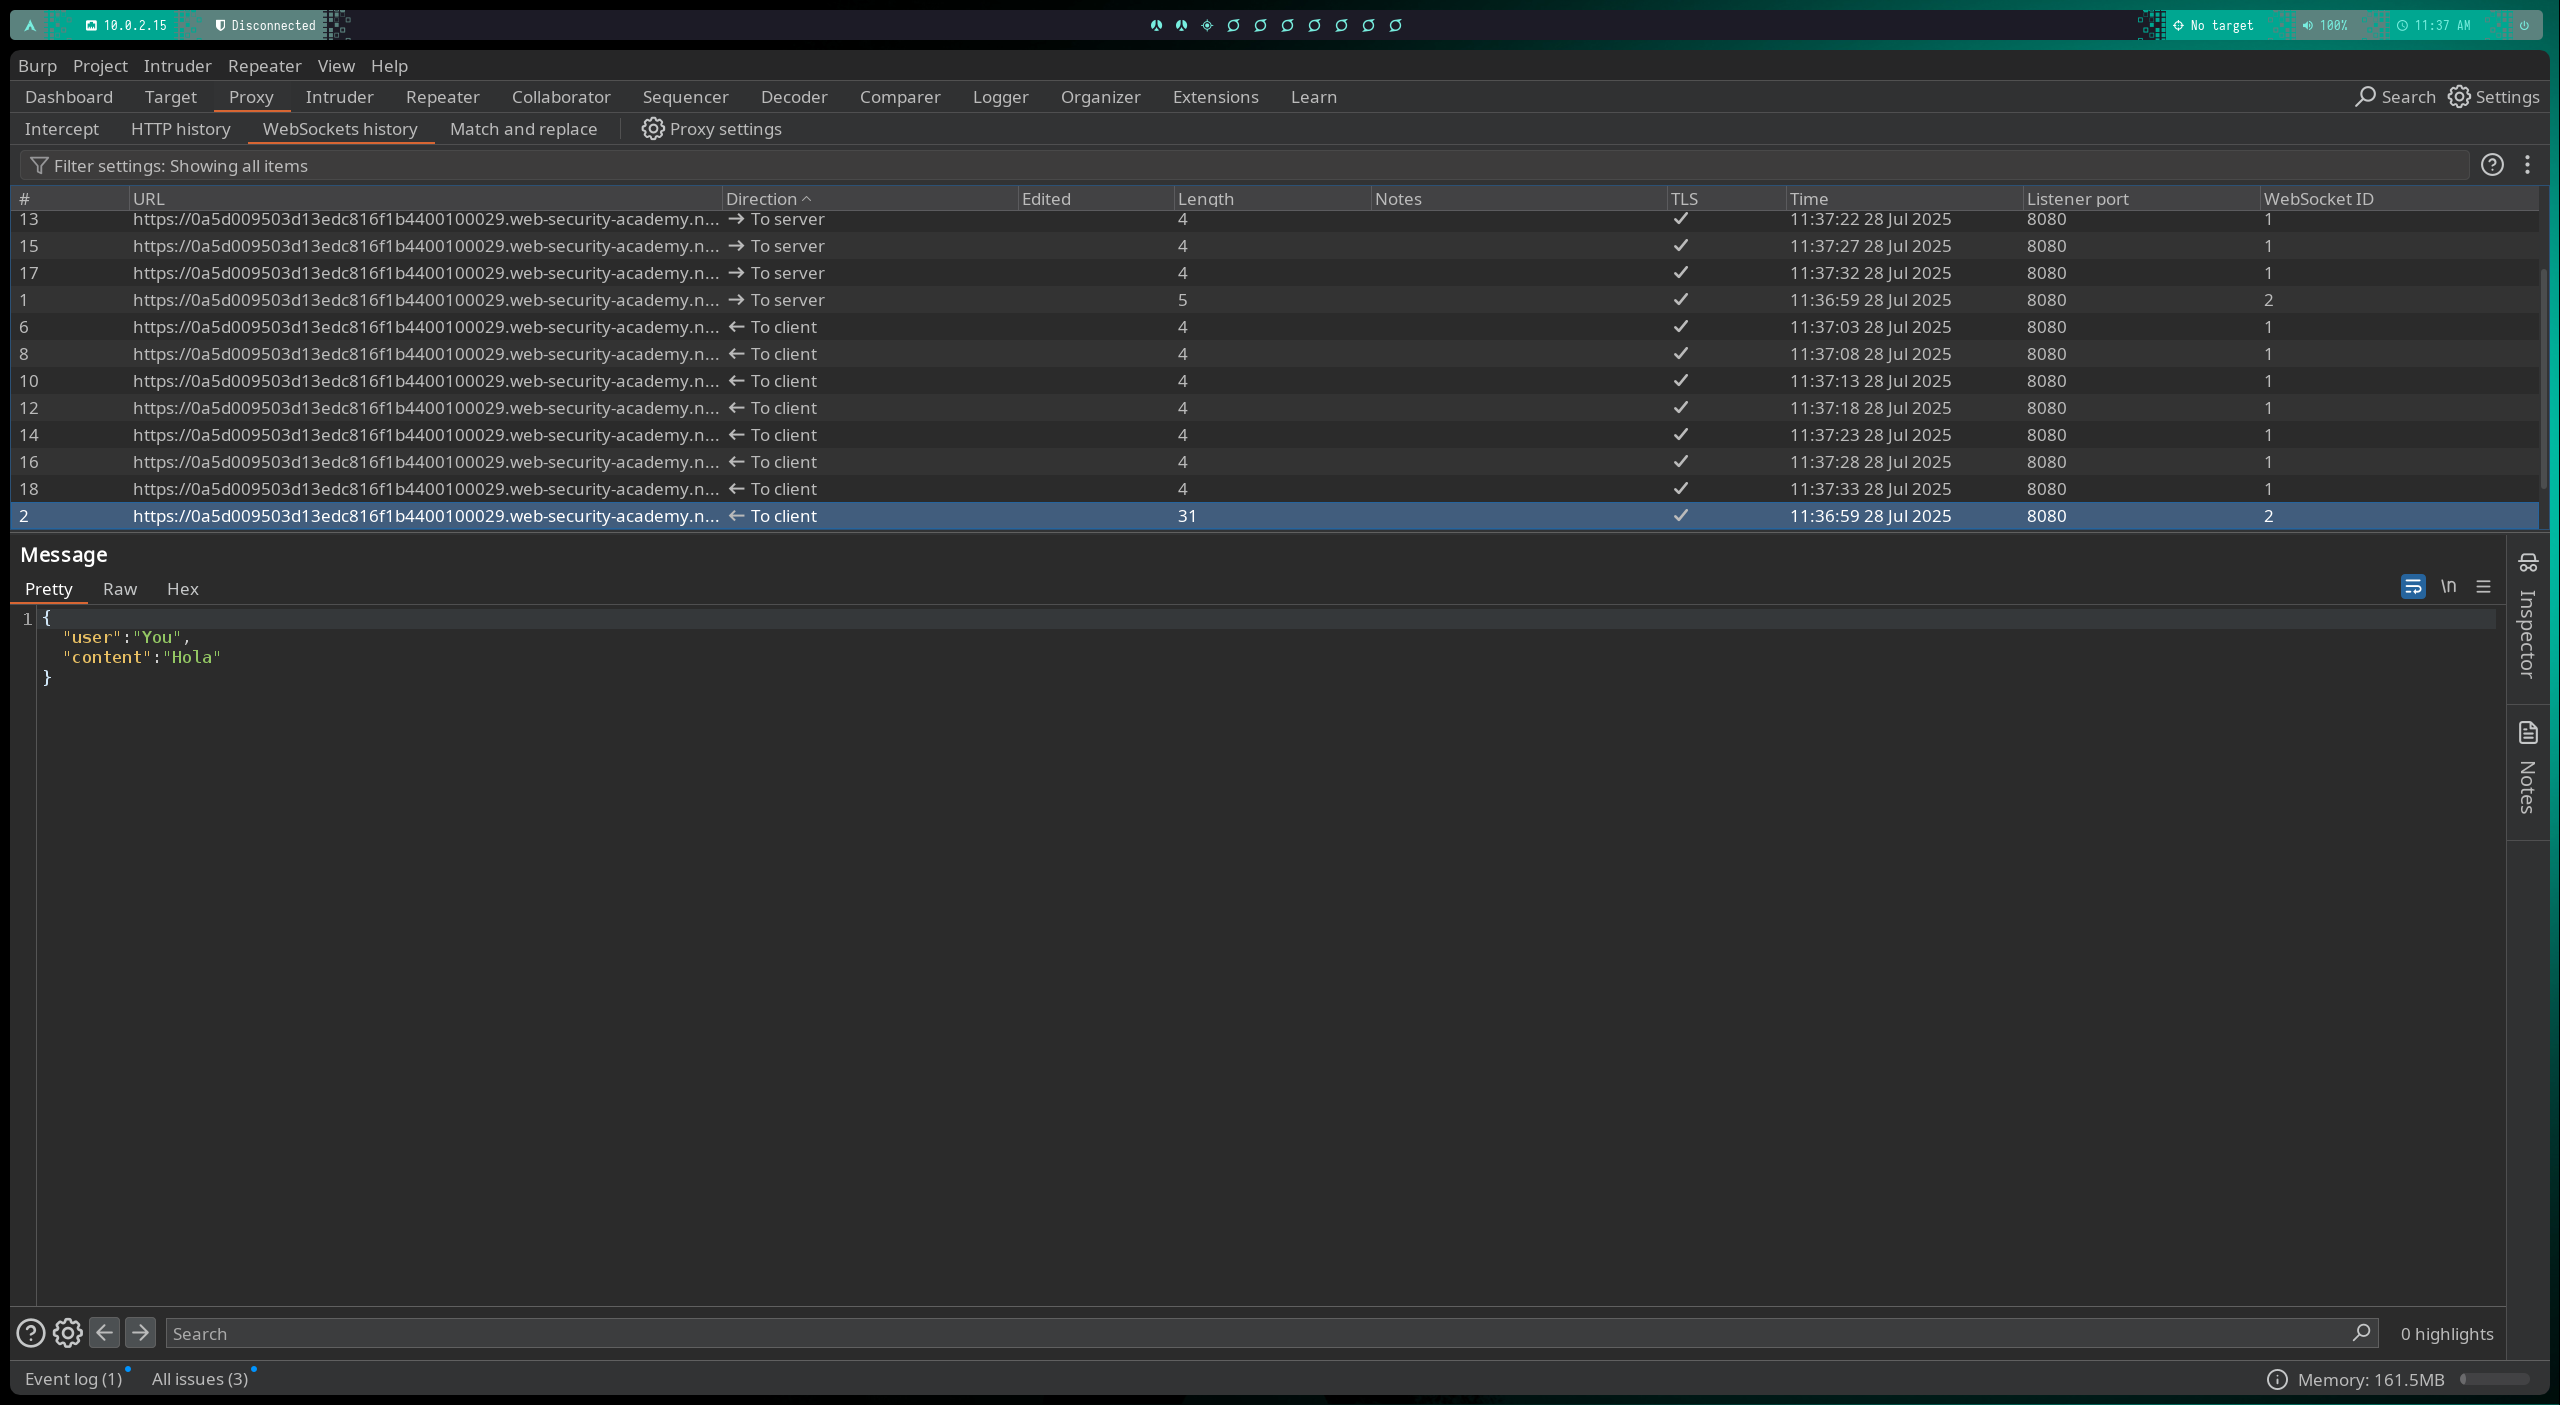 10.0.2.15 Disconnected No target 100% 11:37 AM
Burp Project Intruder Repeater View Help
Dashboard Target Proxy Intruder Repeater Collaborator Sequencer Decoder Comparer Logger Organizer Extensions Learn Search Settings
Intercept HTTP history WebSockets history Match and replace Proxy settings
Filter settings: Showing all items
# URL Direction Edited Length Notes TLS Time Listener port WebSocket ID
13 https://0a5d009503d13edc816f1b4400100029.web-security-academy.n... → To server 4 ✓ 11:37:22 28 Jul 2025 8080 1
15 https://0a5d009503d13edc816f1b4400100029.web-security-academy.n... → To server 4 ✓ 11:37:27 28 Jul 2025 8080 1
17 https://0a5d009503d13edc816f1b4400100029.web-security-academy.n... → To server 4 ✓ 11:37:32 28 Jul 2025 8080 1
1 https://0a5d009503d13edc816f1b4400100029.web-security-academy.n... → To server 5 ✓ 11:36:59 28 Jul 2025 8080 2
6 https://0a5d009503d13edc816f1b4400100029.web-security-academy.n... ← To client 4 ✓ 11:37:03 28 Jul 2025 8080 1
8 https://0a5d009503d13edc816f1b4400100029.web-security-academy.n... ← To client 4 ✓ 11:37:08 28 Jul 2025 8080 1
10 https://0a5d009503d13edc816f1b4400100029.web-security-academy.n... ← To client 4 ✓ 11:37:13 28 Jul 2025 8080 1
12 https://0a5d009503d13edc816f1b4400100029.web-security-academy.n... ← To client 4 ✓ 11:37:18 28 Jul 2025 8080 1
14 https://0a5d009503d13edc816f1b4400100029.web-security-academy.n... ← To client 4 ✓ 11:37:23 28 Jul 2025 8080 1
16 https://0a5d009503d13edc816f1b4400100029.web-security-academy.n... ← To client 4 ✓ 11:37:28 28 Jul 2025 8080 1
18 https://0a5d009503d13edc816f1b4400100029.web-security-academy.n... ← To client 4 ✓ 11:37:33 28 Jul 2025 8080 1
2 https://0a5d009503d13edc816f1b4400100029.web-security-academy.n... ← To client 31 ✓ 11:36:59 28 Jul 2025 8080 2
Message
Pretty Raw Hex \n
1 {
"user":"You",
"content":"Hola"
}
Inspector
Notes
Search 0 highlights
Event log (1) All issues (3) Memory: 161.5MB